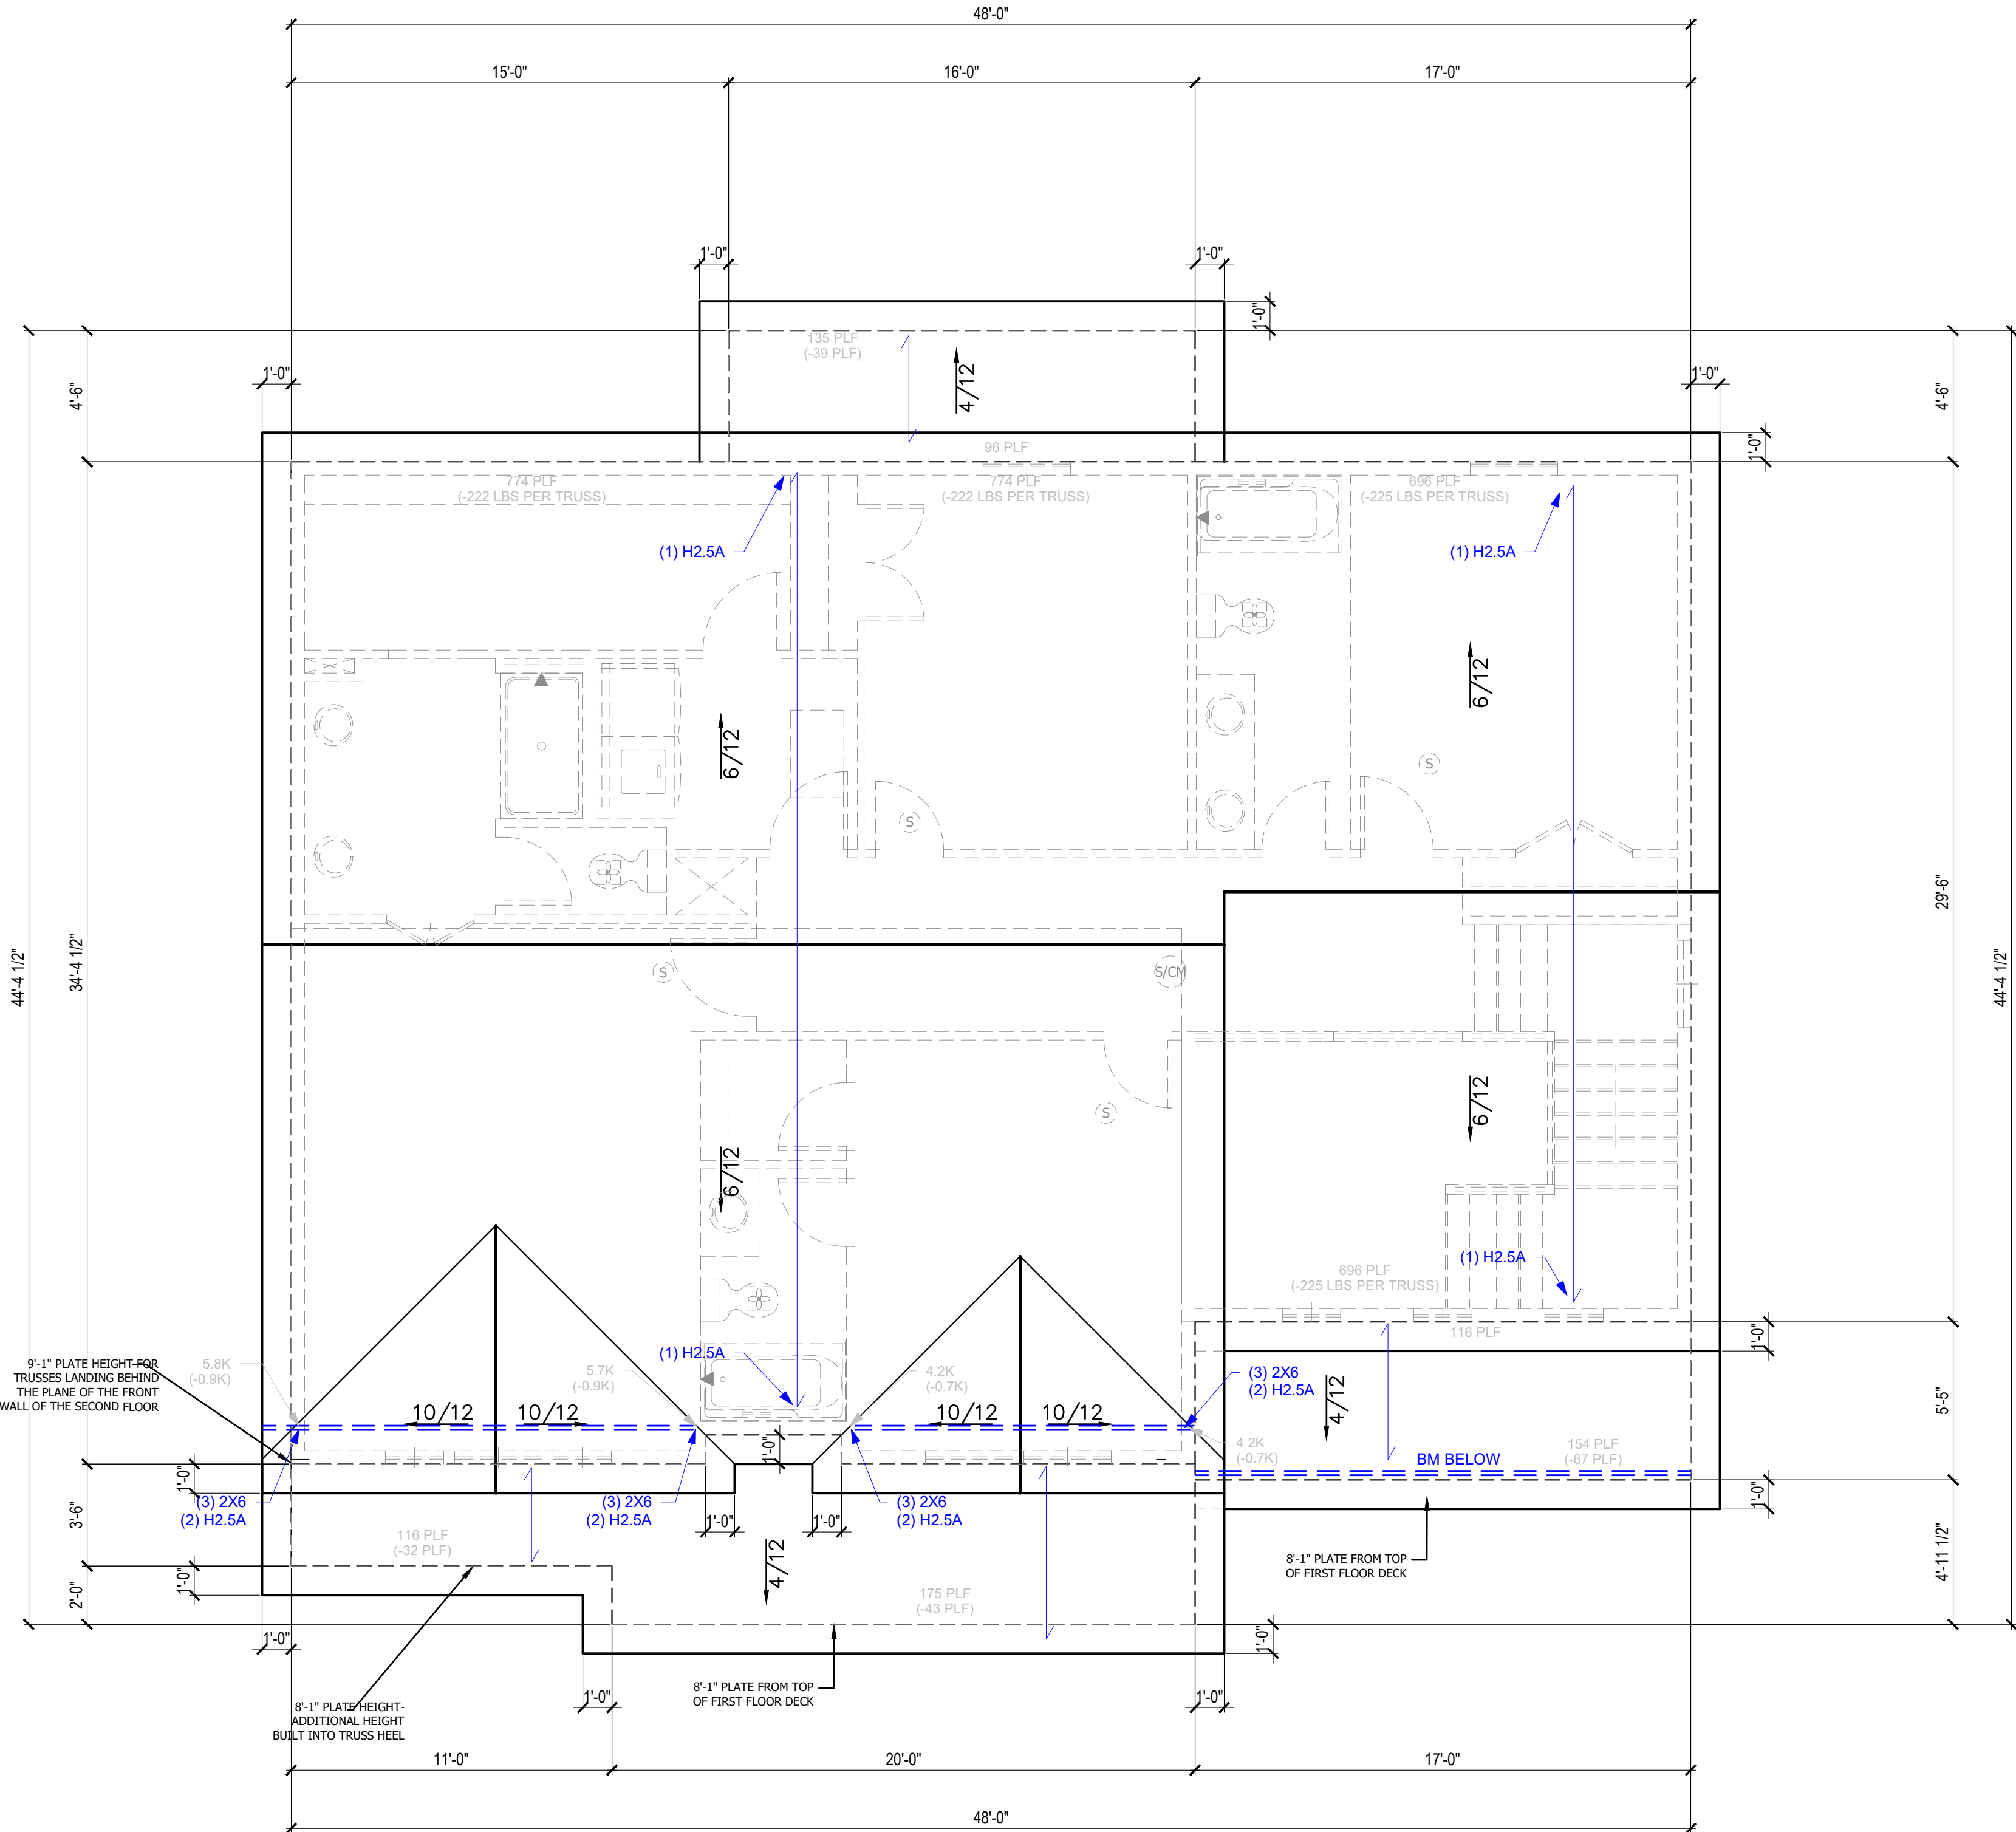 48'-0"
15'-0"
16'-0"
17'-0"
1'-0"
1'-0"
1'-0"
135 PLF
(-39 PLF)
4/12
1'-0"
1'-0"
4'-6"
4'-6"
96 PLF
1'-0"
774 PLF
(-222 LBS PER TRUSS)
774 PLF
(-222 LBS PER TRUSS)
696 PLF
(-225 LBS PER TRUSS)
(1) H2.5A
(1) H2.5A
6/12
6/12
S
S
29'-6"
34'-4 1/2"
44'-4 1/2"
44'-4 1/2"
S
S/CM
S
6/12
6/12
(1) H2.5A
696 PLF
(-225 LBS PER TRUSS)
116 PLF
1'-0"
(1) H2.5A
9'-1" PLATE HEIGHT FOR
TRUSSES LANDING BEHIND
THE PLANE OF THE FRONT
WALL OF THE SECOND FLOOR
5.8K
(-0.9K)
5.7K
(-0.9K)
4.2K
(-0.7K)
(3) 2X6
(2) H2.5A
10/12
10/12
10/12
10/12
4/12
5'-5"
4.2K
(-0.7K)
BM BELOW
154 PLF
(-67 PLF)
1'-0"
1'-0"
1'-0"
(3) 2X6
(2) H2.5A
(3) 2X6
(2) H2.5A
(3) 2X6
(2) H2.5A
3'-6"
1'-0"
1'-0"
116 PLF
(-32 PLF)
4/12
8'-1" PLATE FROM TOP
OF FIRST FLOOR DECK
4'-11 1/2"
1'-0"
2'-0"
175 PLF
(-43 PLF)
1'-0"
1'-0"
8'-1" PLATE HEIGHT-
ADDITIONAL HEIGHT
BUILT INTO TRUSS HEEL
1'-0"
8'-1" PLATE FROM TOP
OF FIRST FLOOR DECK
1'-0"
11'-0"
20'-0"
17'-0"
48'-0"